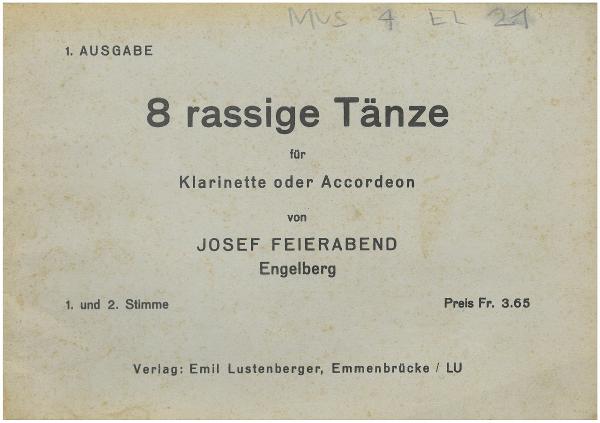 MUS 4 EL 21
1. AUSGABE
8 rassige Tänze
für
Klarinette oder Accordeon
von
JOSEF FEIERABEND
Engelberg
1. und 2. Stimme
Preis Fr. 3.65
Verlag: Emil Lustenberger, Emmenbrücke / LU